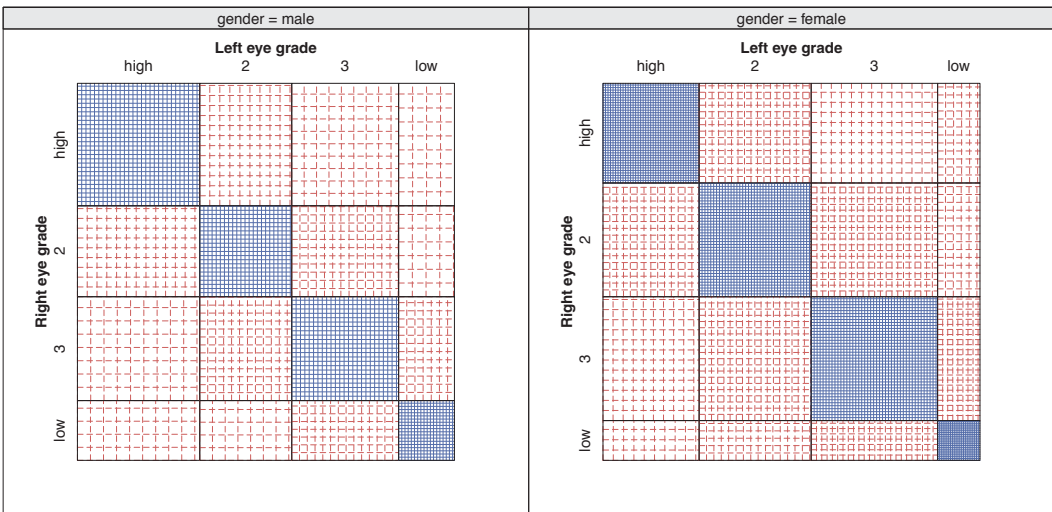 gender = male
Left eye grade
high 2 3 low
Right eye grade
high
2
3
low
gender = female
Left eye grade
high 2 3 low
Right eye grade
high
2
3
low